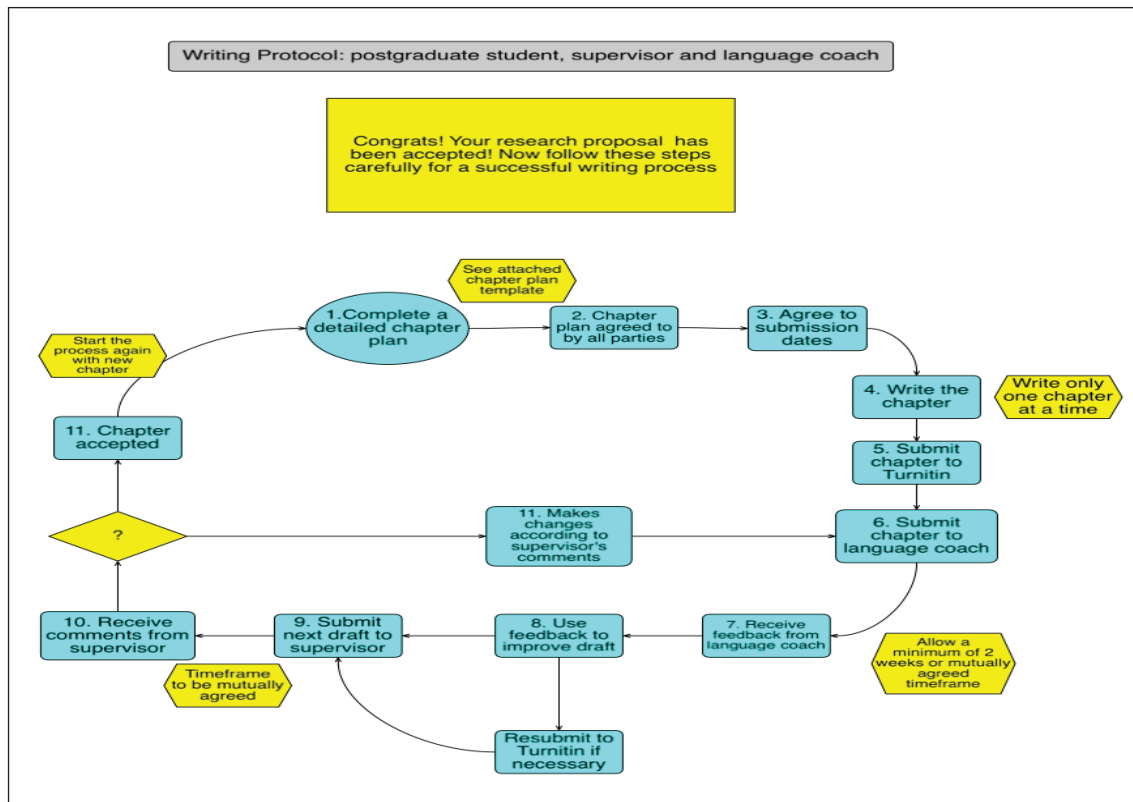 Writing Protocol: postgraduate student, supervisor and language coach
Congrats! Your research proposal has
been accepted! Now follow these steps
carefully for a successful writing process
See attached
chapter plan
template
1.Complete a
detailed chapter
plan
2. Chapter
plan agreed to
by all parties
3. Agree to
submission
dates
Start the
process again
with new
chapter
4. Write the
chapter
Write only
one chapter
at a time
11. Chapter
accepted
5. Submit
chapter to
Turnitin
?
11. Makes
changes
according to
supervisor's
comments
6. Submit
chapter to
language coach
10. Receive
comments from
supervisor
9. Submit
next draft to
supervisor
8. Use
feedback to
improve draft
7. Receive
feedback from
language coach
Allow a
minimum of 2
weeks or mutually
agreed
timeframe
Timeframe
to be mutually
agreed
Resubmit to
Turnitin if
necessary